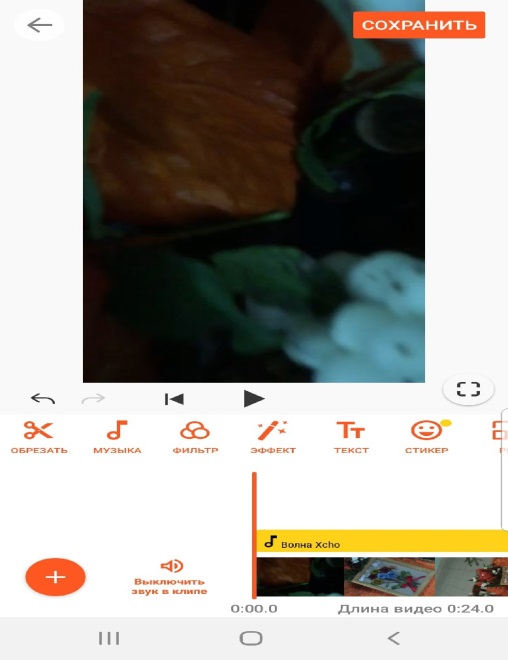 СОХРАНИТЬ
ОБРЕЗАТЬ МУЗЫКА ФИЛЬТР ЭФФЕКТ ТЕКСТ СТИКЕР
Волна Xcho
Выключить
звук в клипе
0:00.0 Длина видео 0:24.0